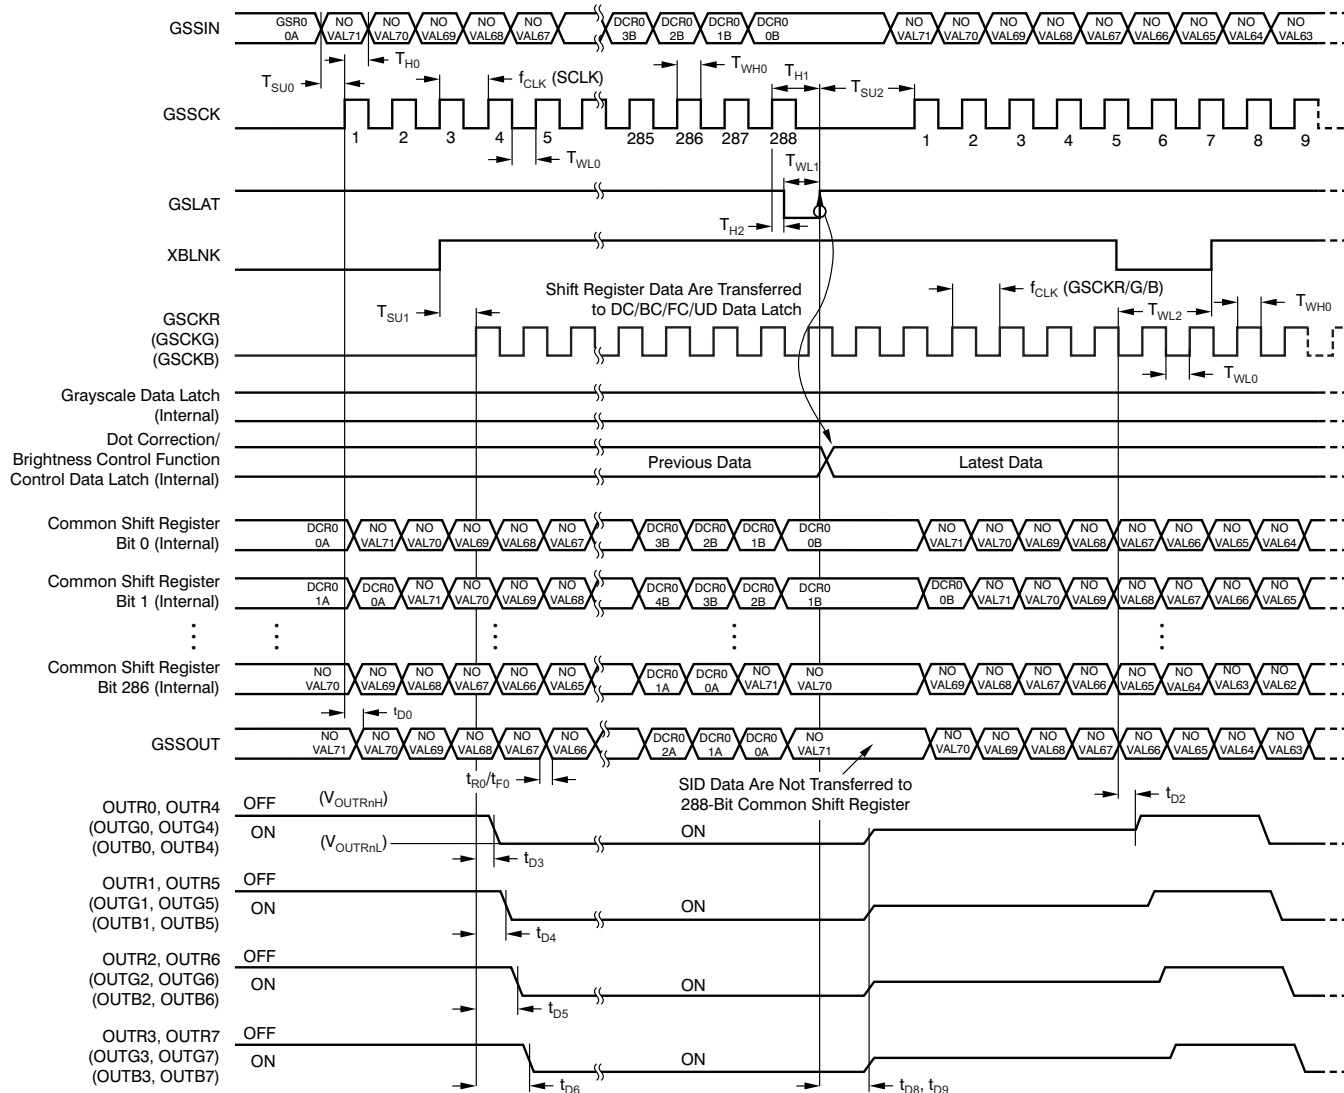 GSSIN
GSR0 0A
NO VAL71
NO VAL70
NO VAL69
NO VAL68
NO VAL67
DCR0 3B
DCR0 2B
DCR0 1B
DCR0 0B
NO VAL71
NO VAL70
NO VAL69
NO VAL68
NO VAL67
NO VAL66
NO VAL65
NO VAL64
NO VAL63
TSU0
TH0
fCLK (SCLK)
TWH0
TH1
TSU2
GSSCK
1 2 3 4 5 285 286 287 288 1 2 3 4 5 6 7 8 9
TWL0
TWL1
GSLAT
TH2
XBLNK
Shift Register Data Are Transferred
to DC/BC/FC/UD Data Latch
fCLK (GSCKR/G/B)
TSU1
TWL2
TWH0
GSCKR
(GSCKG)
(GSCKB)
TWL0
Grayscale Data Latch
(Internal)
Dot Correction/
Brightness Control Function
Control Data Latch (Internal)
Previous Data
Latest Data
Common Shift Register
Bit 0 (Internal)
DCR0 0A
NO VAL71
NO VAL70
NO VAL69
NO VAL68
NO VAL67
DCR0 3B
DCR0 2B
DCR0 1B
DCR0 0B
NO VAL71
NO VAL70
NO VAL69
NO VAL68
NO VAL67
NO VAL66
NO VAL65
NO VAL64
Common Shift Register
Bit 1 (Internal)
DCR0 1A
DCR0 0A
NO VAL71
NO VAL70
NO VAL69
NO VAL68
DCR0 4B
DCR0 3B
DCR0 2B
DCR0 1B
DCR0 0B
NO VAL71
NO VAL70
NO VAL69
NO VAL68
NO VAL67
NO VAL66
NO VAL65
Common Shift Register
Bit 286 (Internal)
NO VAL70
NO VAL69
NO VAL68
NO VAL67
NO VAL66
NO VAL65
DCR0 1A
DCR0 0A
NO VAL71
NO VAL70
NO VAL69
NO VAL68
NO VAL67
NO VAL66
NO VAL65
NO VAL64
NO VAL63
NO VAL62
tD0
GSSOUT
NO VAL71
NO VAL70
NO VAL69
NO VAL68
NO VAL67
NO VAL66
DCR0 2A
DCR0 1A
DCR0 0A
NO VAL71
NO VAL70
NO VAL69
NO VAL68
NO VAL67
NO VAL66
NO VAL65
NO VAL64
NO VAL63
tR0/tF0
SID Data Are Not Transferred to
288-Bit Common Shift Register
tD2
OUTR0, OUTR4
(OUTG0, OUTG4)
(OUTB0, OUTB4)
OFF
ON
(VOUTRnH)
(VOUTRnL)
ON
tD3
OUTR1, OUTR5
(OUTG1, OUTG5)
(OUTB1, OUTB5)
OFF
ON
ON
tD4
OUTR2, OUTR6
(OUTG2, OUTG6)
(OUTB2, OUTB6)
OFF
ON
ON
tD5
OUTR3, OUTR7
(OUTG3, OUTG7)
(OUTB3, OUTB7)
OFF
ON
ON
tD6
tD8, tD9